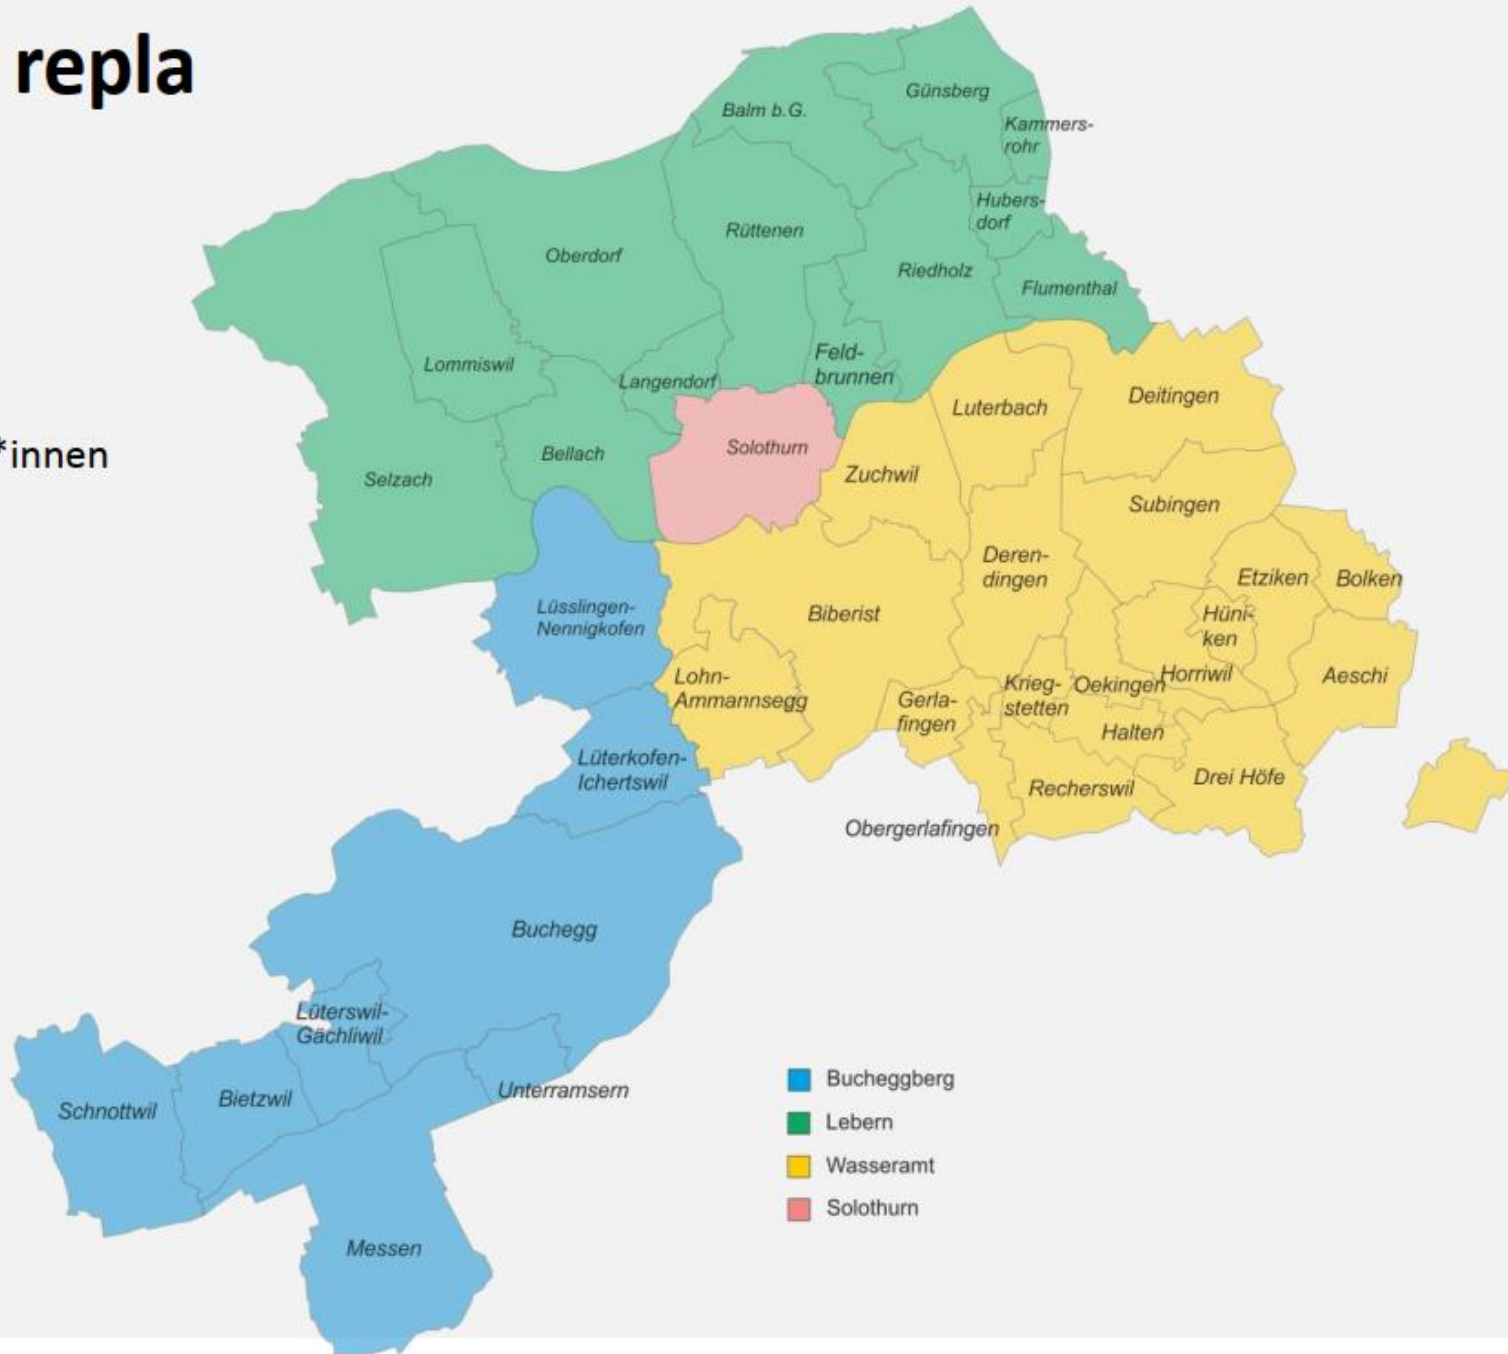 repla
*innen
Günsberg
Balm b.G.
Kammers-
rohr
Hubers-
dorf
Rüttenen
Oberdorf
Riedholz
Flumenthal
Feld-
brunnen
Lommiswil
Langendorf
Deitingen
Luterbach
Solothurn
Bellach
Zuchwil
Selzach
Subingen
Deren-
dingen
Etziken
Bolken
Lüsslingen-
Nennigkofen
Biberist
Hüni-
ken
Lohn-
Ammannsegg
Horriwil
Aeschi
Krieg-
stetten
Oekingen
Gerla-
fingen
Halten
Lüterkofen-
Ichertswil
Drei Höfe
Recherswil
Obergerlafingen
Buchegg
Lüterswil-
Gächliwil
Unterramsern
Bietzwil
Schnottwil
Messen
Bucheggberg
Lebern
Wasseramt
Solothurn